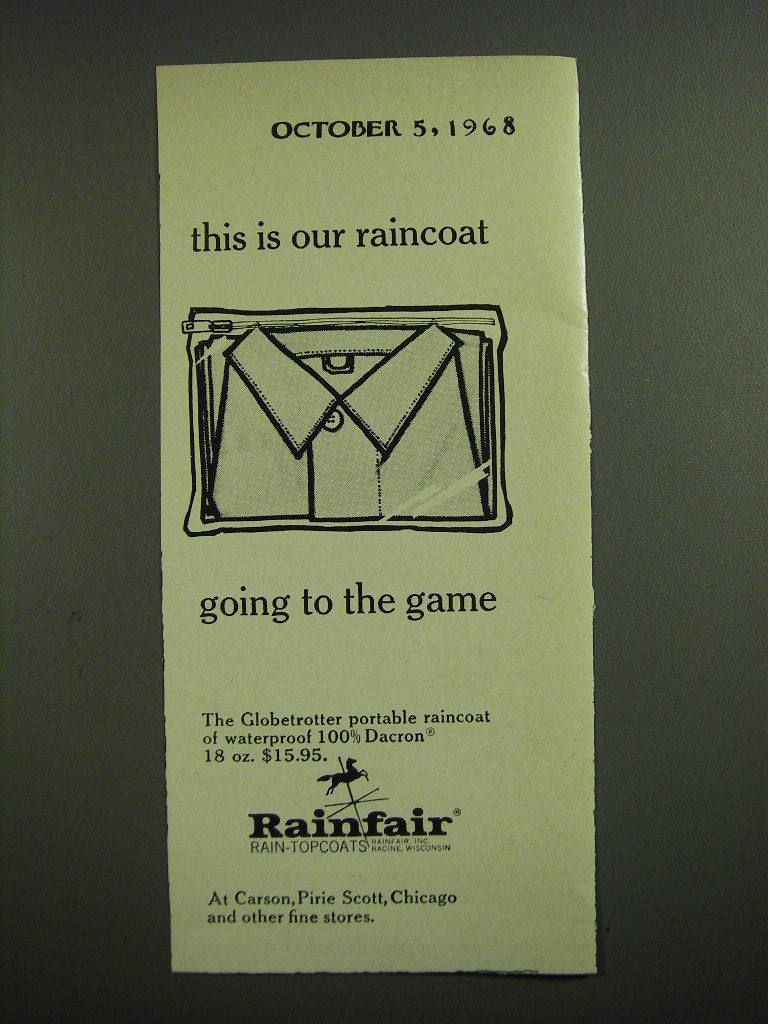 OCTOBER 5, 1968
this is our raincoat
going to the game
The Globetrotter portable raincoat
of waterproof 100% Dacron®
18 oz. $15.95.
Rainfair®
RAIN-TOPCOATS RAINFAIR, INC.
RACINE, WISCONSIN
At Carson, Pirie Scott, Chicago
and other fine stores.